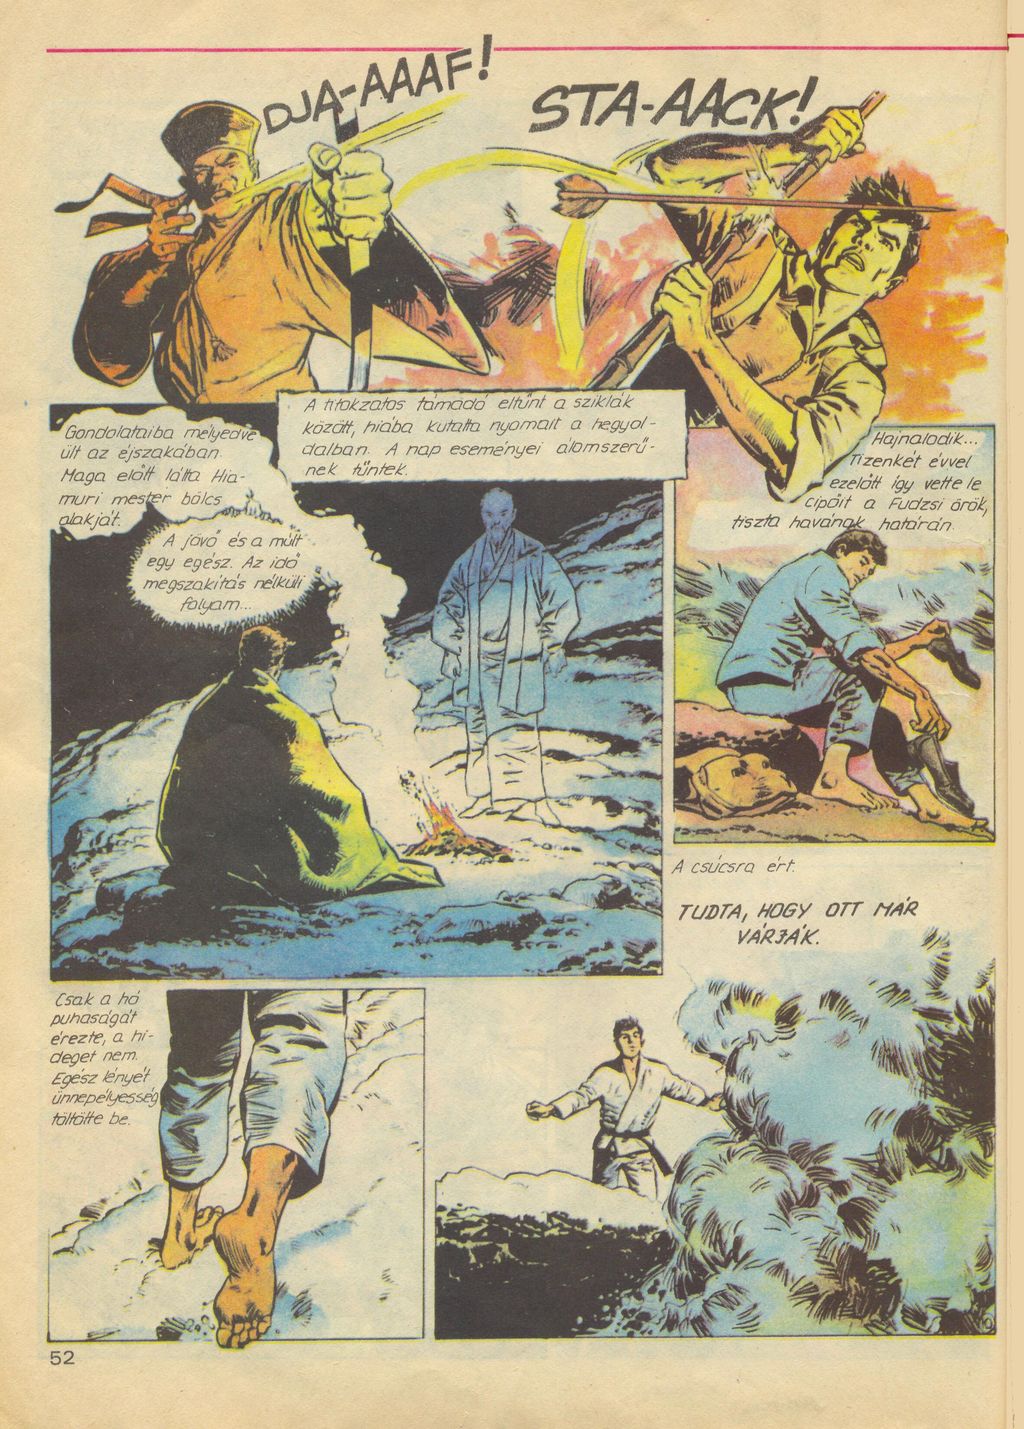 DJA-AAAF!
STA-AACK!
A titokzatos támadó eltűnt a sziklák
között, hiába kutatta nyomait a hegyol-
dalban. A nap eseményei álomszerű-
nek tűntek.
Gondolataiba mélyedve
ült az éjszakában.
Maga előtt látta Hia-
muri mester bölcs
alakját.
A jövő és a múlt
egy egész. Az idő
megszakítás nélküli
folyam...
Hajnalodik...
Tizenkét évvel
ezelőtt így vette le
cipőit a Fudzsi örök,
tiszta havának határán.
A csúcsra ért.
TUDTA, HOGY OTT MÁR
VÁRJÁK.
Csak a hó
puhaságát
érezte, a hi-
deget nem.
Egész lényét
ünnepélyesség
töltötte be.
52